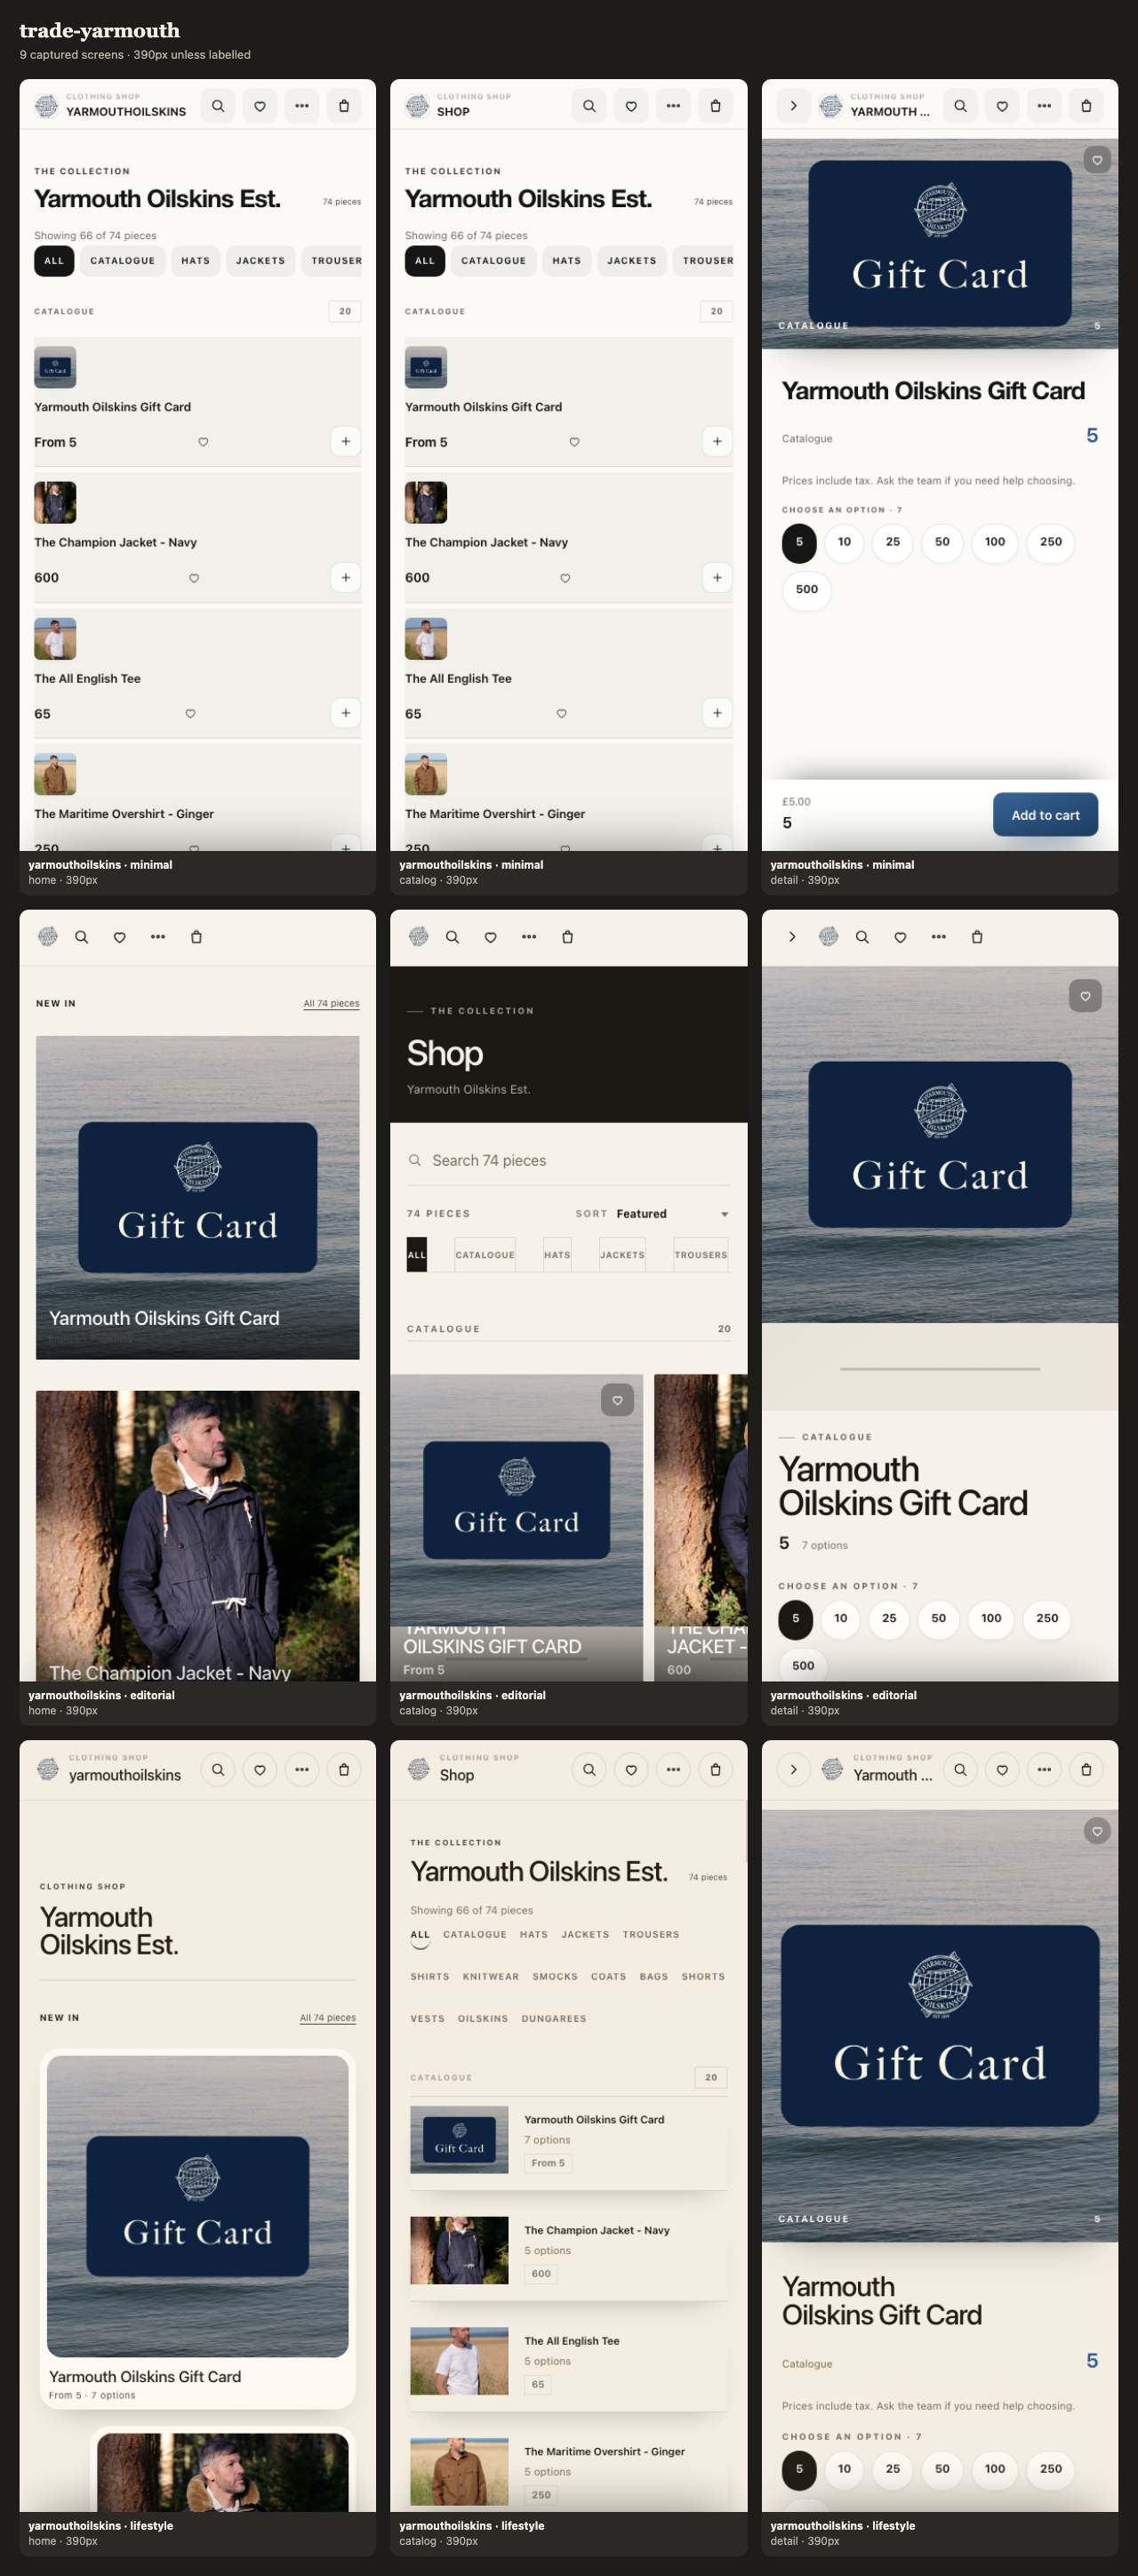 trade-yarmouth
9 captured screens · 390px unless labelled
CLOTHING SHOP
YARMOUTHOILSKINS
THE COLLECTION
Yarmouth Oilskins Est.
74 pieces
Showing 66 of 74 pieces
ALL CATALOGUE HATS JACKETS TROUSER
CATALOGUE 20
Gift Card
Yarmouth Oilskins Gift Card
From 5
The Champion Jacket - Navy
600
The All English Tee
65
The Maritime Overshirt - Ginger
250
yarmouthoilskins · minimal
home · 390px
CLOTHING SHOP
SHOP
THE COLLECTION
Yarmouth Oilskins Est.
74 pieces
Showing 66 of 74 pieces
ALL CATALOGUE HATS JACKETS TROUSER
CATALOGUE 20
Gift Card
Yarmouth Oilskins Gift Card
From 5
The Champion Jacket - Navy
600
The All English Tee
65
The Maritime Overshirt - Ginger
250
yarmouthoilskins · minimal
catalog · 390px
CLOTHING SHOP
YARMOUTH ...
Gift Card
CATALOGUE 5
Yarmouth Oilskins Gift Card
Catalogue 5
Prices include tax. Ask the team if you need help choosing.
CHOOSE AN OPTION · 7
5 10 25 50 100 250
500
£5.00
5
Add to cart
yarmouthoilskins · minimal
detail · 390px
NEW IN All 74 pieces
YARMOUTH
OILSKINS
Gift Card
Yarmouth Oilskins Gift Card
The Champion Jacket - Navy
yarmouthoilskins · editorial
home · 390px
THE COLLECTION
Shop
Yarmouth Oilskins Est.
Search 74 pieces
74 PIECES SORT Featured
ALL CATALOGUE HATS JACKETS TROUSERS
CATALOGUE 20
Gift Card
YARMOUTH
OILSKINS GIFT CARD
From 5
THE CHA
JACKET -
600
yarmouthoilskins · editorial
catalog · 390px
YARMOUTH
OILSKINS
Gift Card
CATALOGUE
Yarmouth
Oilskins Gift Card
5 7 options
CHOOSE AN OPTION · 7
5 10 25 50 100 250
500
yarmouthoilskins · editorial
detail · 390px
CLOTHING SHOP
yarmouthoilskins
CLOTHING SHOP
Yarmouth
Oilskins Est.
NEW IN All 74 pieces
Gift Card
Yarmouth Oilskins Gift Card
From 5 · 7 options
yarmouthoilskins · lifestyle
home · 390px
CLOTHING SHOP
Shop
THE COLLECTION
Yarmouth Oilskins Est.
74 pieces
Showing 66 of 74 pieces
ALL CATALOGUE HATS JACKETS TROUSERS
SHIRTS KNITWEAR SMOCKS COATS BAGS SHORTS
VESTS OILSKINS DUNGAREES
CATALOGUE 20
Gift Card
Yarmouth Oilskins Gift Card
7 options
From 5
The Champion Jacket - Navy
5 options
600
The All English Tee
5 options
65
The Maritime Overshirt - Ginger
5 options
250
yarmouthoilskins · lifestyle
catalog · 390px
CLOTHING SHOP
Yarmouth ...
YARMOUTH
OILSKINS
Gift Card
CATALOGUE 5
Yarmouth
Oilskins Gift Card
Catalogue 5
Prices include tax. Ask the team if you need help choosing.
CHOOSE AN OPTION · 7
5 10 25 50 100 250
yarmouthoilskins · lifestyle
detail · 390px